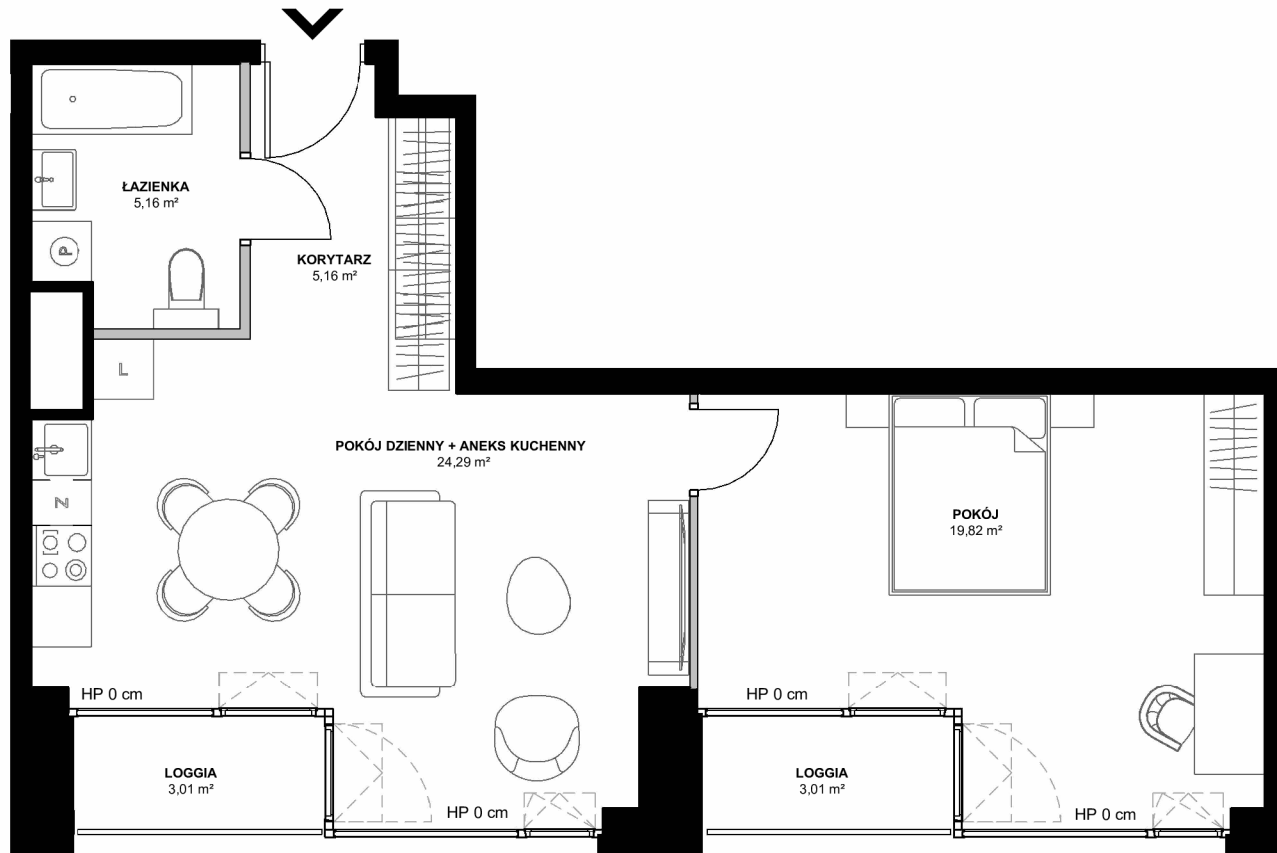 ŁAZIENKA
5,16 m²
P
KORYTARZ
5,16 m²
L
POKÓJ DZIENNY + ANEKS KUCHENNY
24,29 m²
N
POKÓJ
19,82 m²
HP 0 cm
HP 0 cm
LOGGIA
3,01 m²
LOGGIA
3,01 m²
HP 0 cm
HP 0 cm